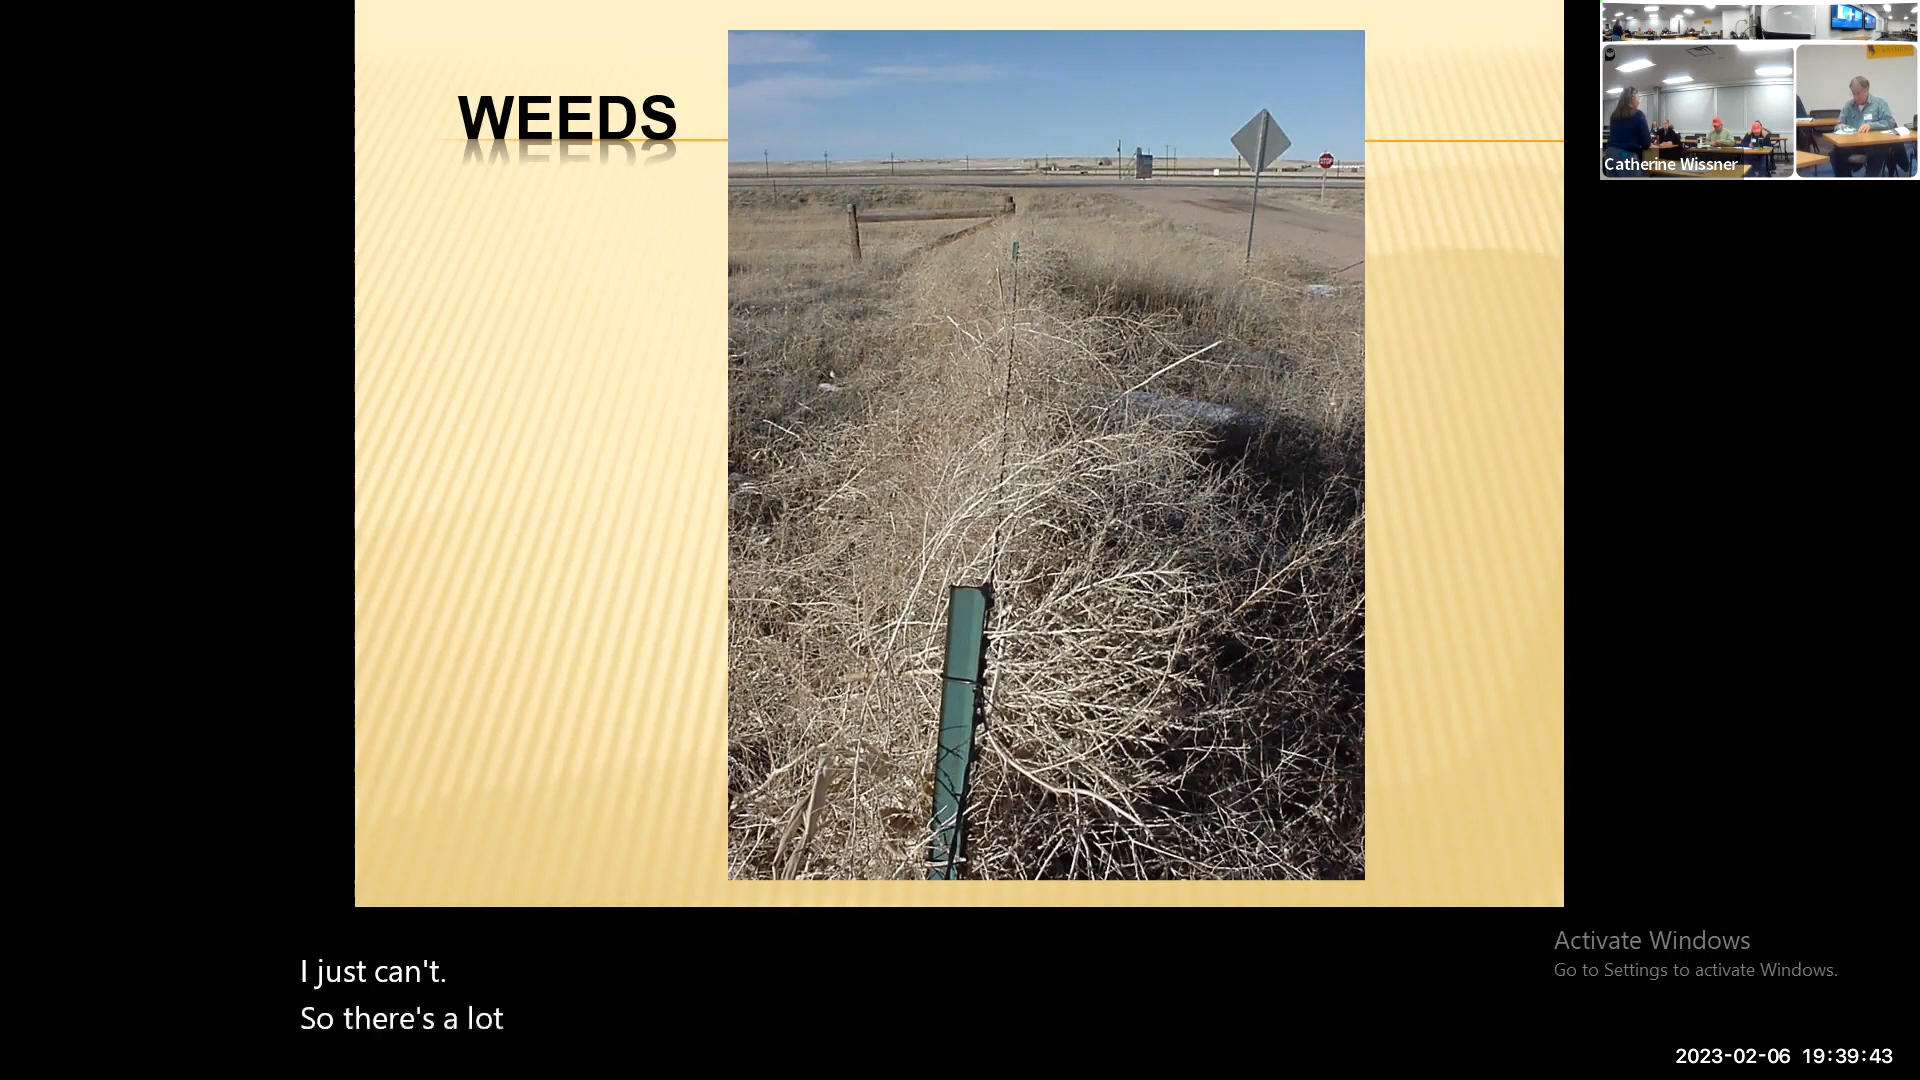 WEEDS
STOP
Catherine Wissner
I just can't.
So there's a lot
Activate Windows
Go to Settings to activate Windows.
2023-02-06 19:39:43